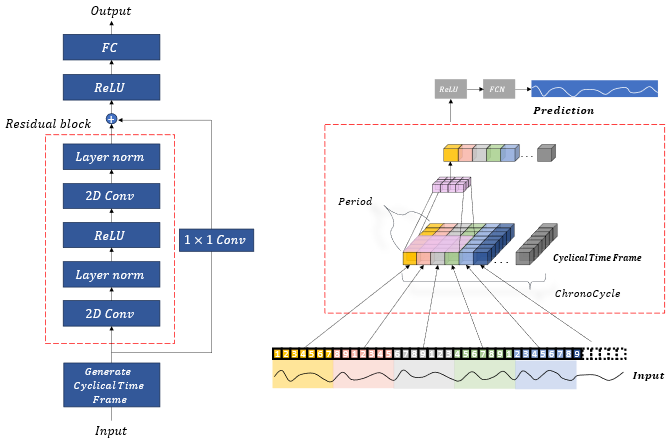 Output
FC
ReLU
Residual block
Layer norm
2D Conv
ReLU
Layer norm
2D Conv
1 × 1 Conv
Generate
Cyclical Time
Frame
Input
ReLU
FCN
Prediction
Period
Cyclical Time Frame
ChronoCycle
Input